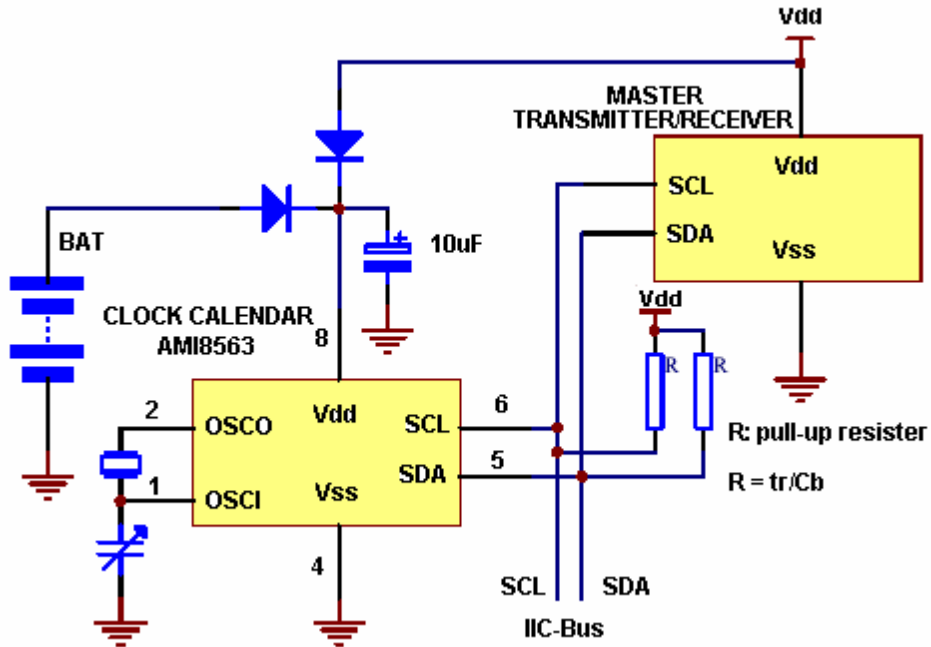 Vdd
MASTER
TRANSMITTER/RECEIVER
Vdd
SCL
SDA
Vss
BAT
+
10uF
CLOCK CALENDAR
AMI8563
8
Vdd
R
R
2
OSCO
Vdd
SCL
6
R: pull-up resister
1
OSCI
Vss
SDA
5
R = tr/Cb
4
SCL
SDA
IIC-Bus